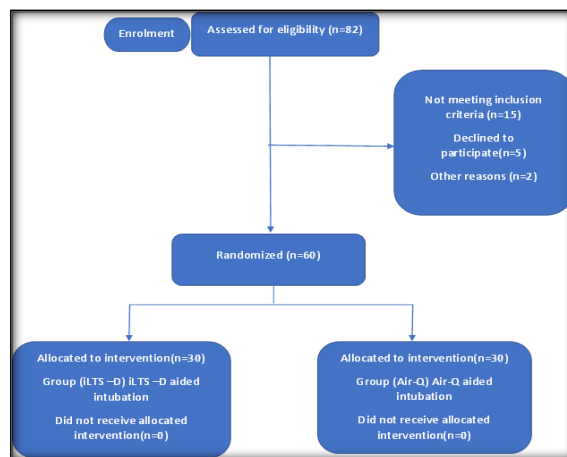 Enrolment
Assessed for eligibility (n=82)
Not meeting inclusion
criteria (n=15)
Declined to
participate(n=5)
Other reasons (n=2)
Randomized (n=60)
Allocated to intervention(n=30)
Group (iLTS –D) iLTS –D aided
intubation
Did not receive allocated
intervention(n=0)
Allocated to intervention(n=30)
Group (Air-Q) Air-Q aided
intubation
Did not receive allocated
intervention(n=0)